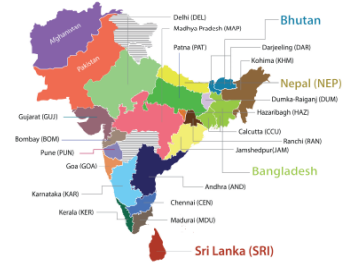 Delhi (DEL)
Madhya Pradesh (MAP)
Bhutan
Afghanistan
Patna (PAT)
Darjeeling (DAR)
Kohima (KHM)
Pakistan
Nepal (NEP)
Dumka-Raiganj (DUM)
Gujarat (GUJ)
Hazaribagh (HAZ)
Calcutta (CCU)
Bombay (BOM)
Ranchi (RAN)
Pune (PUN)
Jamshedpur(JAM)
Goa (GOA)
Bangladesh
Karnataka (KAR)
Andhra (AND)
Chennai (CEN)
Kerala (KER)
Madurai (MDU)
Sri Lanka (SRI)